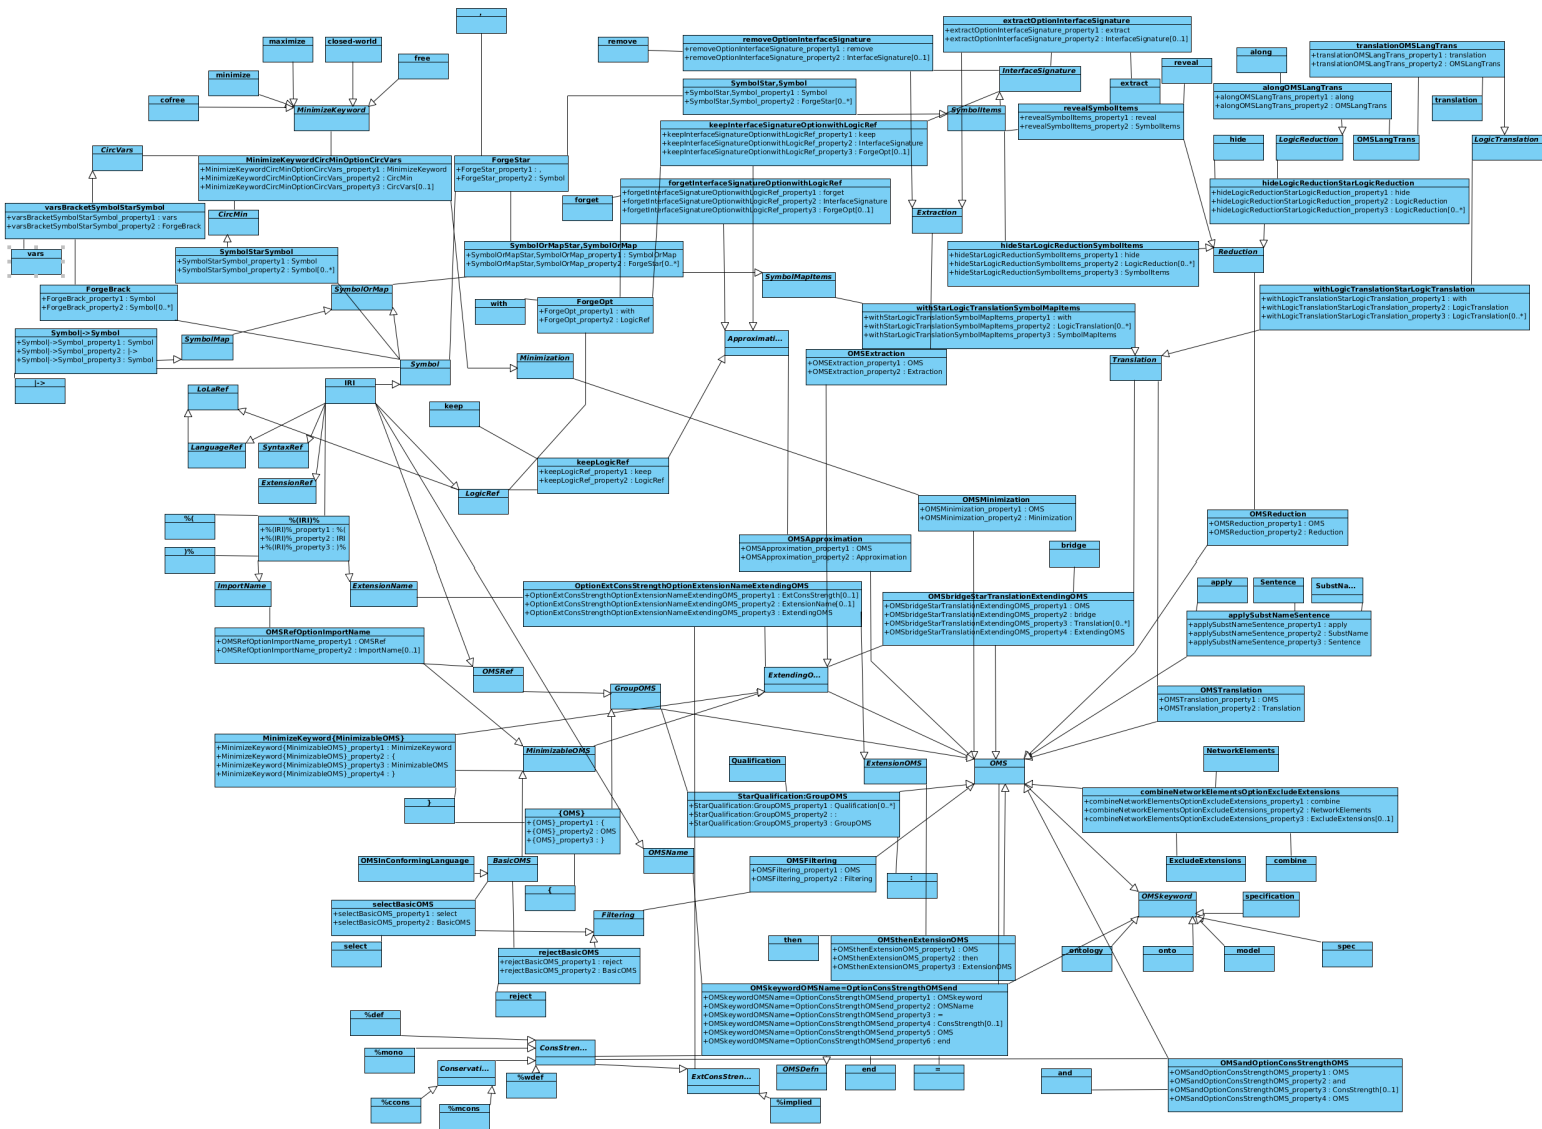 ,
maximize
closed-world
free
minimize
cofree
MinimizeKeyword
remove
removeOptionInterfaceSignature
+removeOptionInterfaceSignature_property1 : remove
+removeOptionInterfaceSignature_property2 : InterfaceSignature[0..1]
extractOptionInterfaceSignature
+extractOptionInterfaceSignature_property1 : extract
+extractOptionInterfaceSignature_property2 : InterfaceSignature[0..1]
InterfaceSignature
extract
reveal
along
translationOMSLangTrans
+translationOMSLangTrans_property1 : translation
+translationOMSLangTrans_property2 : OMSLangTrans
SymbolStar,Symbol
+SymbolStar,Symbol_property1 : Symbol
+SymbolStar,Symbol_property2 : ForgeStar[0..*]
SymbolItems
revealSymbolItems
+revealSymbolItems_property1 : reveal
+revealSymbolItems_property2 : SymbolItems
alongOMSLangTrans
+alongOMSLangTrans_property1 : along
+alongOMSLangTrans_property2 : OMSLangTrans
translation
hide
LogicReduction
OMSLangTrans
LogicTranslation
keepInterfaceSignatureOptionwithLogicRef
+keepInterfaceSignatureOptionwithLogicRef_property1 : keep
+keepInterfaceSignatureOptionwithLogicRef_property2 : InterfaceSignature
+keepInterfaceSignatureOptionwithLogicRef_property3 : ForgeOpt[0..1]
CircVars
MinimizeKeywordCircMinOptionCircVars
+MinimizeKeywordCircMinOptionCircVars_property1 : MinimizeKeyword
+MinimizeKeywordCircMinOptionCircVars_property2 : CircMin
+MinimizeKeywordCircMinOptionCircVars_property3 : CircVars[0..1]
ForgeStar
+ForgeStar_property1 : ,
+ForgeStar_property2 : Symbol
forget
forgetInterfaceSignatureOptionwithLogicRef
+forgetInterfaceSignatureOptionwithLogicRef_property1 : forget
+forgetInterfaceSignatureOptionwithLogicRef_property2 : InterfaceSignature
+forgetInterfaceSignatureOptionwithLogicRef_property3 : ForgeOpt[0..1]
Extraction
hideLogicReductionStarLogicReduction
+hideLogicReductionStarLogicReduction_property1 : hide
+hideLogicReductionStarLogicReduction_property2 : LogicReduction
+hideLogicReductionStarLogicReduction_property3 : LogicReduction[0..*]
varsBracketSymbolStarSymbol
+varsBracketSymbolStarSymbol_property1 : vars
+varsBracketSymbolStarSymbol_property2 : ForgeBrack
CircMin
vars
SymbolStarSymbol
+SymbolStarSymbol_property1 : Symbol
+SymbolStarSymbol_property2 : Symbol[0..*]
SymbolOrMapStar,SymbolOrMap
+SymbolOrMapStar,SymbolOrMap_property1 : SymbolOrMap
+SymbolOrMapStar,SymbolOrMap_property2 : ForgeStar[0..*]
hideStarLogicReductionSymbolItems
+hideStarLogicReductionSymbolItems_property1 : hide
+hideStarLogicReductionSymbolItems_property2 : LogicReduction[0..*]
+hideStarLogicReductionSymbolItems_property3 : SymbolItems
Reduction
ForgeBrack
+ForgeBrack_property1 : Symbol
+ForgeBrack_property2 : Symbol[0..*]
SymbolOrMap
SymbolMapItems
with
ForgeOpt
+ForgeOpt_property1 : with
+ForgeOpt_property2 : LogicRef
withStarLogicTranslationSymbolMapItems
+withStarLogicTranslationSymbolMapItems_property1 : with
+withStarLogicTranslationSymbolMapItems_property2 : LogicTranslation[0..*]
+withStarLogicTranslationSymbolMapItems_property3 : SymbolMapItems
withLogicTranslationStarLogicTranslation
+withLogicTranslationStarLogicTranslation_property1 : with
+withLogicTranslationStarLogicTranslation_property2 : LogicTranslation
+withLogicTranslationStarLogicTranslation_property3 : LogicTranslation[0..*]
Symbol|->Symbol
+Symbol|->Symbol_property1 : Symbol
+Symbol|->Symbol_property2 : |->
+Symbol|->Symbol_property3 : Symbol
SymbolMap
Approximati...
|->
Symbol
Minimization
OMSExtraction
+OMSExtraction_property1 : OMS
+OMSExtraction_property2 : Extraction
Translation
LoLaRef
IRI
keep
LanguageRef
SyntaxRef
ExtensionRef
keepLogicRef
+keepLogicRef_property1 : keep
+keepLogicRef_property2 : LogicRef
LogicRef
OMSMinimization
+OMSMinimization_property1 : OMS
+OMSMinimization_property2 : Minimization
%(
%(IRI)%
+%(IRI)%_property1 : %(
+%(IRI)%_property2 : IRI
+%(IRI)%_property3 : )%
)%
OMSReduction
+OMSReduction_property1 : OMS
+OMSReduction_property2 : Reduction
OMSApproximation
+OMSApproximation_property1 : OMS
+OMSApproximation_property2 : Approximation
bridge
ImportName
ExtensionName
OptionExtConsStrengthOptionExtensionNameExtendingOMS
+OptionExtConsStrengthOptionExtensionNameExtendingOMS_property1 : ExtConsStrength[0..1]
+OptionExtConsStrengthOptionExtensionNameExtendingOMS_property2 : ExtensionName[0..1]
+OptionExtConsStrengthOptionExtensionNameExtendingOMS_property3 : ExtendingOMS
OMSbridgeStarTranslationExtendingOMS
+OMSbridgeStarTranslationExtendingOMS_property1 : OMS
+OMSbridgeStarTranslationExtendingOMS_property2 : bridge
+OMSbridgeStarTranslationExtendingOMS_property3 : Translation[0..*]
+OMSbridgeStarTranslationExtendingOMS_property4 : ExtendingOMS
apply
Sentence
SubstNa...
applySubstNameSentence
+applySubstNameSentence_property1 : apply
+applySubstNameSentence_property2 : SubstName
+applySubstNameSentence_property3 : Sentence
OMSRefOptionImportName
+OMSRefOptionImportName_property1 : OMSRef
+OMSRefOptionImportName_property2 : ImportName[0..1]
OMSRef
GroupOMS
ExtendingO...
OMSTranslation
+OMSTranslation_property1 : OMS
+OMSTranslation_property2 : Translation
MinimizeKeyword{MinimizableOMS}
+MinimizeKeyword{MinimizableOMS}_property1 : MinimizeKeyword
+MinimizeKeyword{MinimizableOMS}_property2 : {
+MinimizeKeyword{MinimizableOMS}_property3 : MinimizableOMS
+MinimizeKeyword{MinimizableOMS}_property4 : }
MinimizableOMS
Qualification
ExtensionOMS
OMS
NetworkElements
}
{OMS}
+{OMS}_property1 : {
+{OMS}_property2 : OMS
+{OMS}_property3 : }
StarQualification:GroupOMS
+StarQualification:GroupOMS_property1 : Qualification[0..*]
+StarQualification:GroupOMS_property2 : :
+StarQualification:GroupOMS_property3 : GroupOMS
combineNetworkElementsOptionExcludeExtensions
+combineNetworkElementsOptionExcludeExtensions_property1 : combine
+combineNetworkElementsOptionExcludeExtensions_property2 : NetworkElements
+combineNetworkElementsOptionExcludeExtensions_property3 : ExcludeExtensions[0..1]
OMSInConformingLanguage
BasicOMS
OMSName
OMSFiltering
+OMSFiltering_property1 : OMS
+OMSFiltering_property2 : Filtering
:
ExcludeExtensions
combine
{
selectBasicOMS
+selectBasicOMS_property1 : select
+selectBasicOMS_property2 : BasicOMS
Filtering
OMSkeyword
specification
select
rejectBasicOMS
+rejectBasicOMS_property1 : reject
+rejectBasicOMS_property2 : BasicOMS
then
OMSthenExtensionOMS
+OMSthenExtensionOMS_property1 : OMS
+OMSthenExtensionOMS_property2 : then
+OMSthenExtensionOMS_property3 : ExtensionOMS
ontology
onto
model
spec
reject
OMSkeywordOMSName=OptionConsStrengthOMSend
+OMSkeywordOMSName=OptionConsStrengthOMSend_property1 : OMSkeyword
+OMSkeywordOMSName=OptionConsStrengthOMSend_property2 : OMSName
+OMSkeywordOMSName=OptionConsStrengthOMSend_property3 : =
+OMSkeywordOMSName=OptionConsStrengthOMSend_property4 : ConsStrength[0..1]
+OMSkeywordOMSName=OptionConsStrengthOMSend_property5 : OMS
+OMSkeywordOMSName=OptionConsStrengthOMSend_property6 : end
%def
%mono
ConsStren...
Conservati...
%wdef
ExtConsStren...
OMSDefn
end
=
and
OMSandOptionConsStrengthOMS
+OMSandOptionConsStrengthOMS_property1 : OMS
+OMSandOptionConsStrengthOMS_property2 : and
+OMSandOptionConsStrengthOMS_property3 : ConsStrength[0..1]
+OMSandOptionConsStrengthOMS_property4 : OMS
%ccons
%mcons
%implied